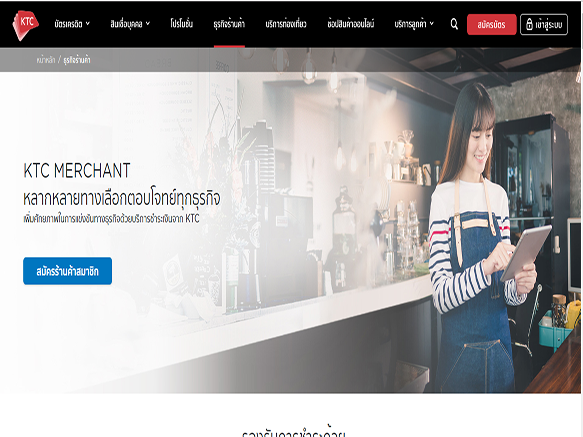 KTC
บัตรเครดิต
สินเชื่อบุคคล
โปรโมชั่น
ธุรกิจร้านค้า
บริการท่องเที่ยว
ช้อปสินค้าออนไลน์
บริการลูกค้า
สมัครบัตร
เข้าสู่ระบบ
หน้าหลัก / ธุรกิจร้านค้า
KTC MERCHANT
หลากหลายทางเลือกตอบโจทย์ทุกธุรกิจ
เพิ่มศักยภาพในการแข่งขันทางธุรกิจด้วยบริการชำระเงินจาก KTC
สมัครร้านค้าสมาชิก